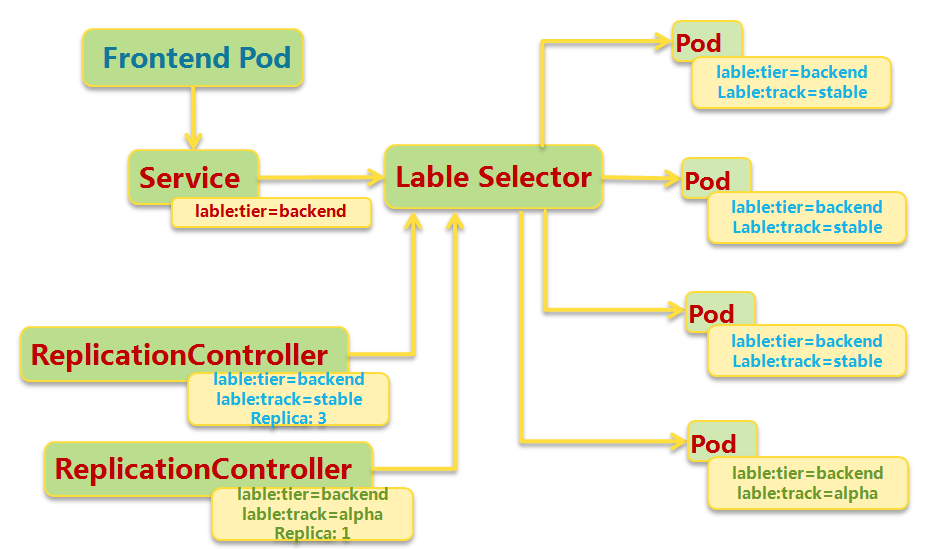 Frontend Pod
Service
lable:tier=backend
Lable Selector
ReplicationController
lable:tier=backend
lable:track=stable
Replica: 3
ReplicationController
lable:tier=backend
lable:track=alpha
Replica: 1
Pod
lable:tier=backend
Lable:track=stable
Pod
lable:tier=backend
Lable:track=stable
Pod
lable:tier=backend
Lable:track=stable
Pod
lable:tier=backend
lable:track=alpha